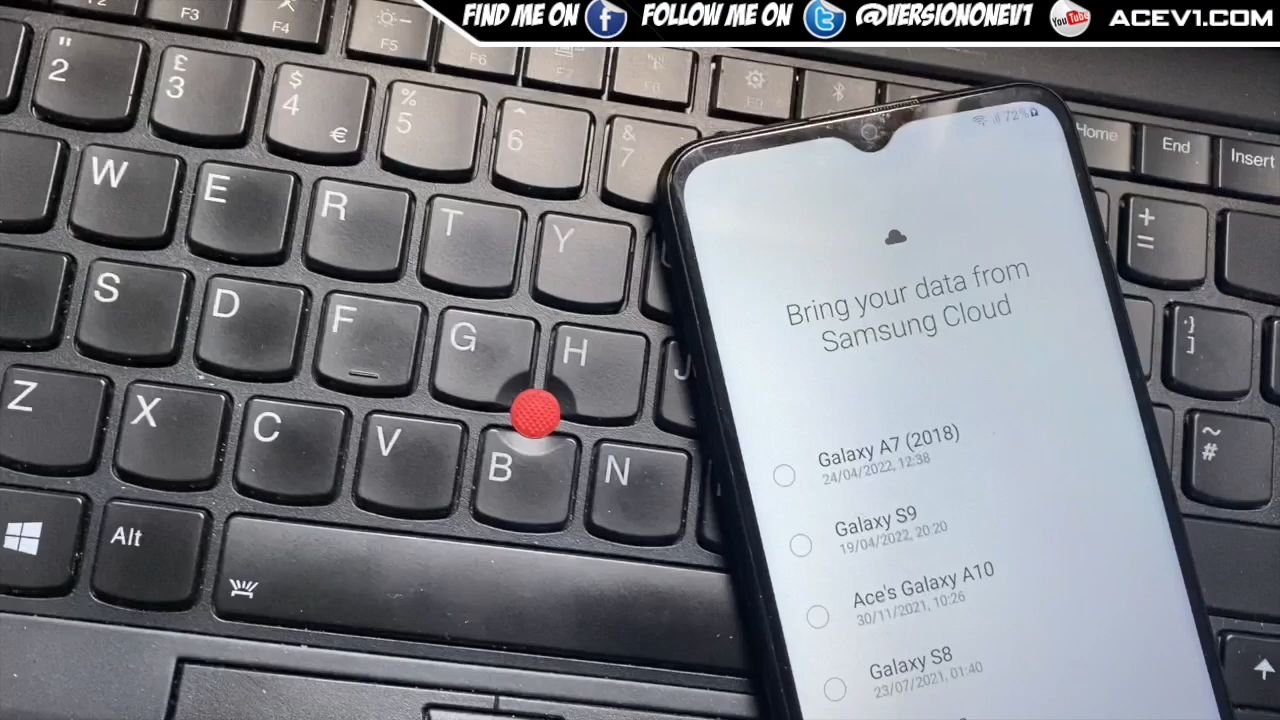 FIND ME ON f FOLLOW ME ON @VERSIONONEV1 You Tube ACEV1.COM
F3 F4 F5 F6 F7 F9 Home End Insert
" 2 £ 3 $ 4 € % 5 ^ 6 & 7 + =
W E R T Y
S D F G H J } ]
Z X C V B N ~ #
Alt
72%
Bring your data from
Samsung Cloud
Galaxy A7 (2018)
24/04/2022, 12:38
Galaxy S9
19/04/2022, 20:20
Ace's Galaxy A10
30/11/2021, 10:26
Galaxy S8
23/07/2021, 01:40